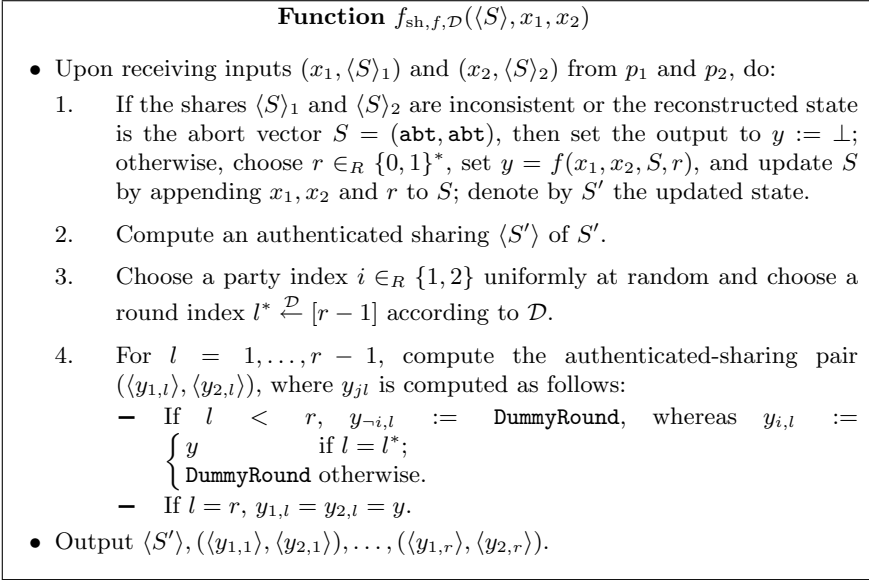 Function f_{sh,f,𝒟}(⟨S⟩, x_1, x_2)
• Upon receiving inputs (x_1, ⟨S⟩_1) and (x_2, ⟨S⟩_2) from p_1 and p_2, do:
1. If the shares ⟨S⟩_1 and ⟨S⟩_2 are inconsistent or the reconstructed state
is the abort vector S = (abt, abt), then set the output to y := ⊥;
otherwise, choose r ∈_R {0, 1}^*, set y = f(x_1, x_2, S, r), and update S
by appending x_1, x_2 and r to S; denote by S′ the updated state.
2. Compute an authenticated sharing ⟨S′⟩ of S′.
3. Choose a party index i ∈_R {1, 2} uniformly at random and choose a
round index l^* \overset{𝒟}{←} [r − 1] according to 𝒟.
4. For l = 1, . . . , r − 1, compute the authenticated-sharing pair
(⟨y_{1,l}⟩, ⟨y_{2,l}⟩), where y_{jl} is computed as follows:
– If l < r, y_{¬i,l} := DummyRound, whereas y_{i,l} :=
{ y if l = l^*;
DummyRound otherwise.
– If l = r, y_{1,l} = y_{2,l} = y.
• Output ⟨S′⟩, (⟨y_{1,1}⟩, ⟨y_{2,1}⟩), . . . , (⟨y_{1,r}⟩, ⟨y_{2,r}⟩).